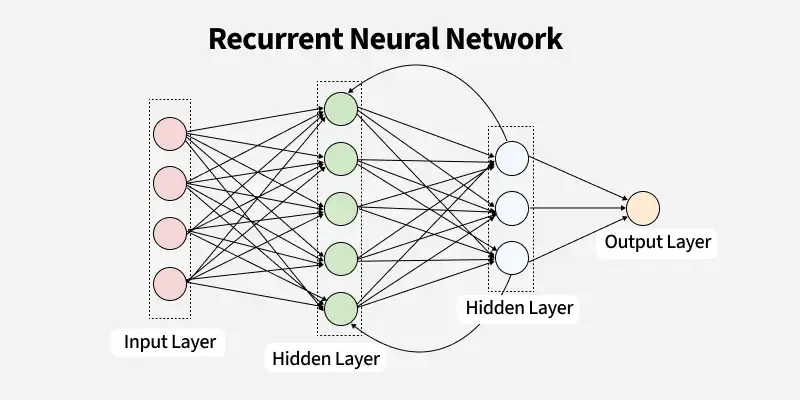 Recurrent Neural Network
Input Layer
Hidden Layer
Hidden Layer
Output Layer